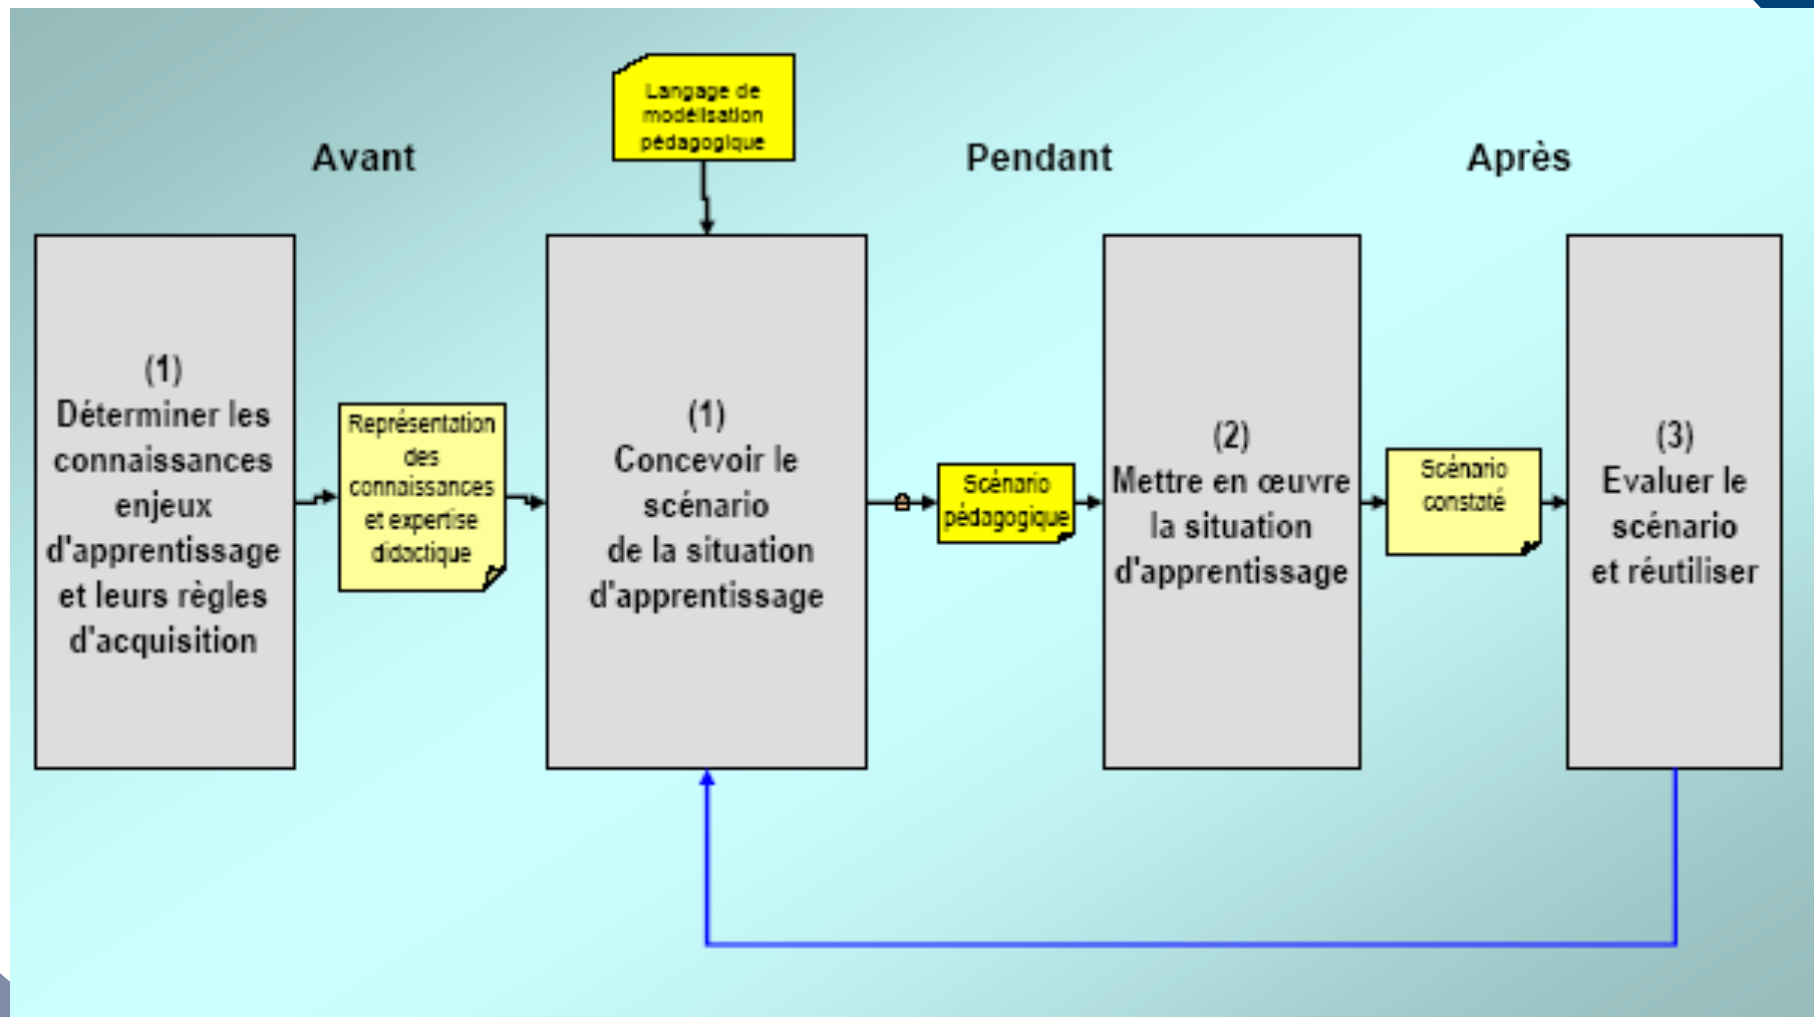 Avant
Langage de
modélisation
pédagogique
Pendant
Après
(1)
Déterminer les
connaissances
enjeux
d'apprentissage
et leurs règles
d'acquisition
Représentation
des
connaissances
et expertise
didactique
(1)
Concevoir le
scénario
de la situation
d'apprentissage
Scénario
pédagogique
(2)
Mettre en œuvre
la situation
d'apprentissage
Scénario
constaté
(3)
Evaluer le
scénario
et réutiliser